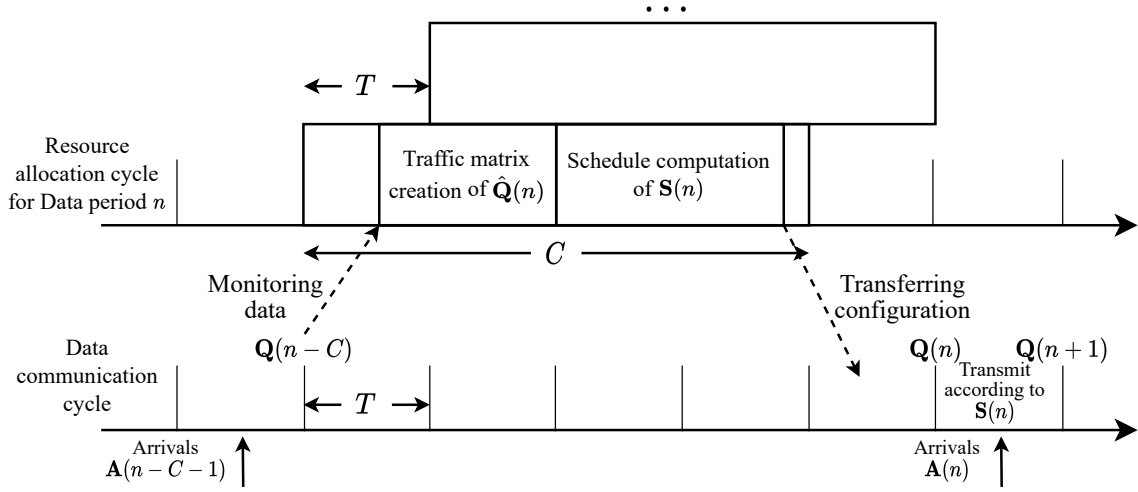 . . .
T
Resource
allocation cycle
for Data period n
Traffic matrix
creation of Q̂(n)
Schedule computation
of S(n)
C
Monitoring
data
Transferring
configuration
Q(n − C)
Q(n)
Q(n + 1)
Data
communication
cycle
T
Transmit
according to
S(n)
Arrivals
A(n − C − 1)
Arrivals
A(n)